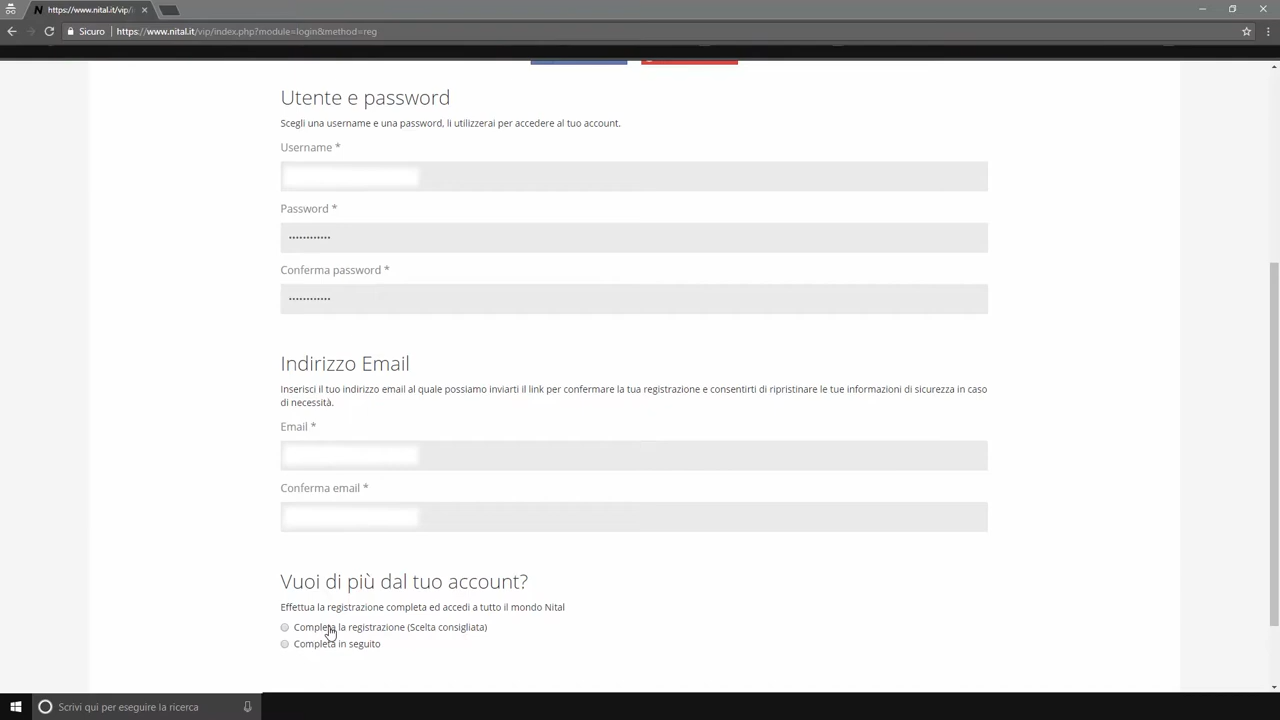 https://www.nital.it/vip/i
Sicuro
https://www.nital.it/vip/index.php?module=login&method=reg
Utente e password
Scegli una username e una password, li utilizzerai per accedere al tuo account.
Username *
Password *
••••••••••••
Conferma password *
••••••••••••
Indirizzo Email
Inserisci il tuo indirizzo email al quale possiamo inviarti il link per confermare la tua registrazione e consentirti di ripristinare le tue informazioni di sicurezza in caso
di necessità.
Email *
Conferma email *
Vuoi di più dal tuo account?
Effettua la registrazione completa ed accedi a tutto il mondo Nital
Completa la registrazione (Scelta consigliata)
Completa in seguito
Scrivi qui per eseguire la ricerca